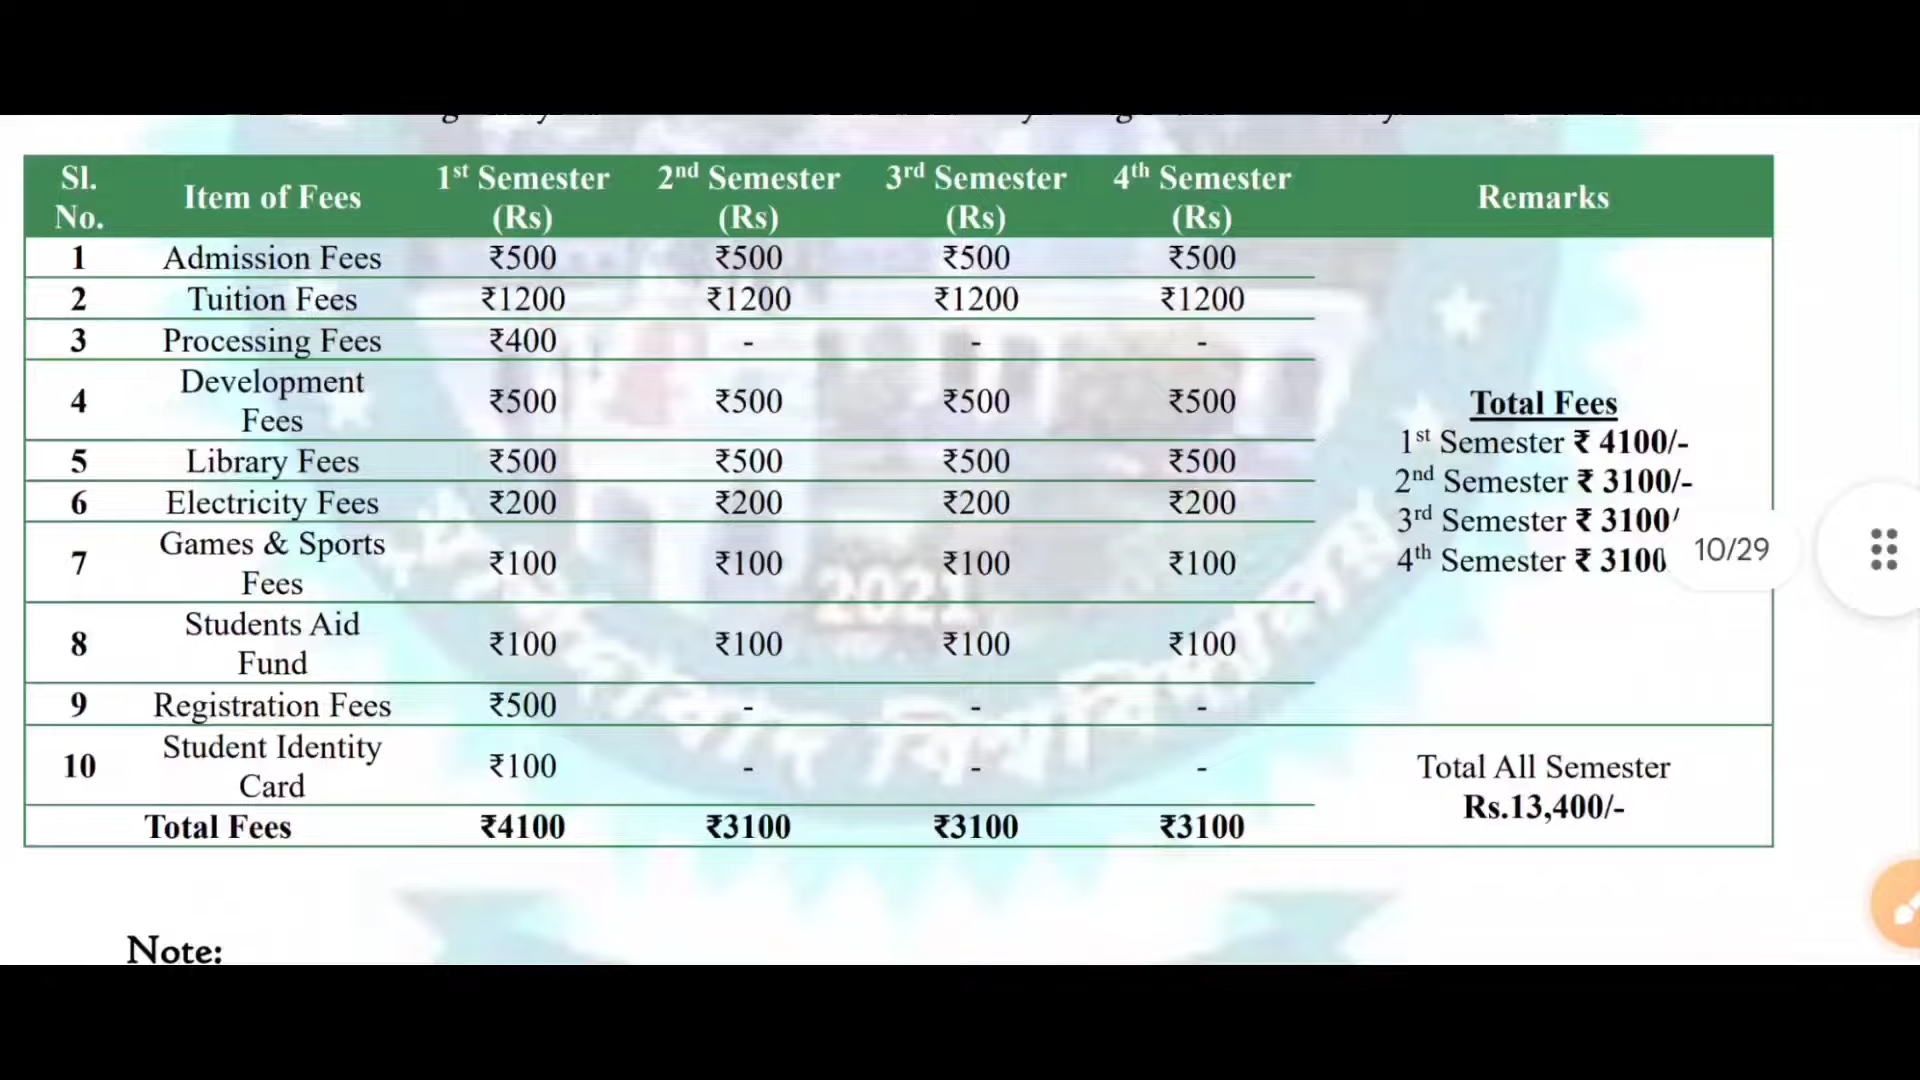 Sl. No. Item of Fees 1st Semester (Rs) 2nd Semester (Rs) 3rd Semester (Rs) 4th Semester (Rs) Remarks
1 Admission Fees ₹500 ₹500 ₹500 ₹500
2 Tuition Fees ₹1200 ₹1200 ₹1200 ₹1200
3 Processing Fees ₹400 - - -
4 Development Fees ₹500 ₹500 ₹500 ₹500
5 Library Fees ₹500 ₹500 ₹500 ₹500
6 Electricity Fees ₹200 ₹200 ₹200 ₹200
7 Games & Sports Fees ₹100 ₹100 ₹100 ₹100
8 Students Aid Fund ₹100 ₹100 ₹100 ₹100
9 Registration Fees ₹500 - - -
10 Student Identity Card ₹100 - - -
Total Fees ₹4100 ₹3100 ₹3100 ₹3100
Total Fees
1st Semester ₹ 4100/-
2nd Semester ₹ 3100/-
3rd Semester ₹ 3100/
4th Semester ₹ 3100
10/29
Total All Semester
Rs.13,400/-
2021
Note: